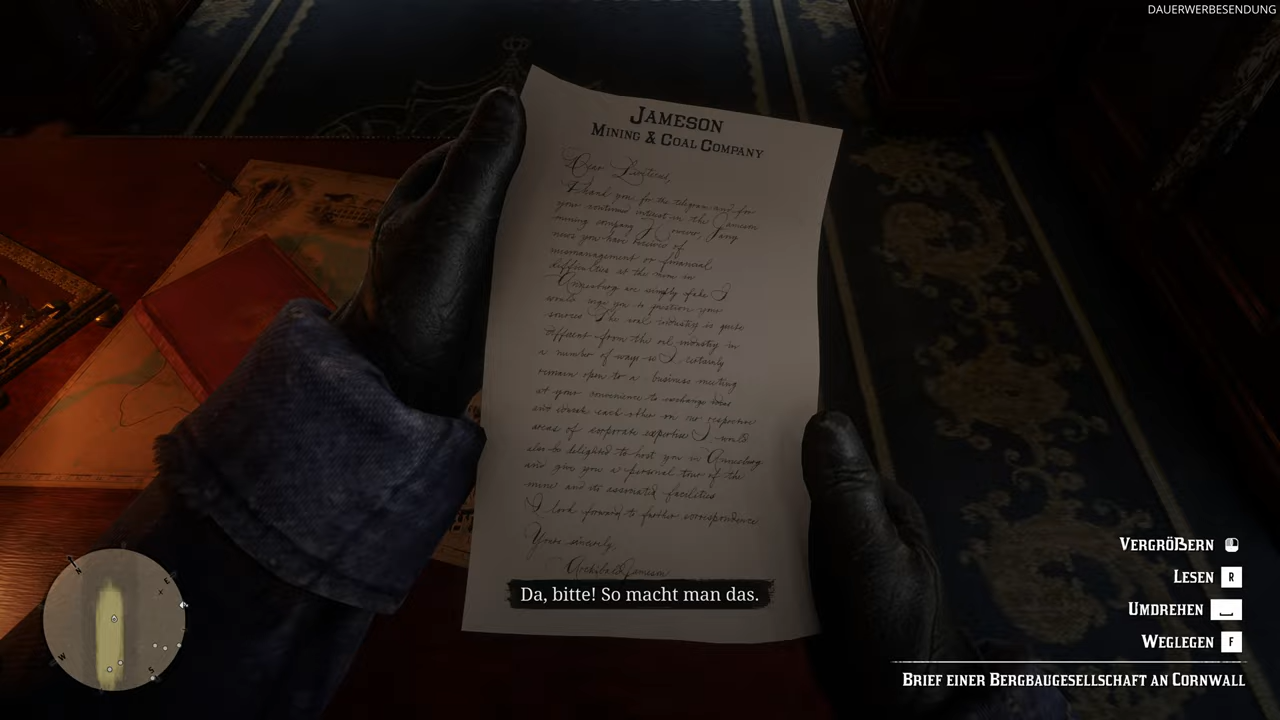 DAUERWERBESENDUNG
JAMESON
MINING & COAL COMPANY
Dear Leviticus,
Thank you for the telegram and for
your continued interest in the Jameson
mining company
news you have received of
mismanagement or financial
difficulties at the mine in
Annesburg are simply fake I
would urge you to question your
sources The coal industry is quite
different from the oil industry in
a number of ways so I certainly
remain open to a business meeting
at your convenience to exchange ideas
and consult each other on our respective
areas of corporate expertise I would
also be delighted to host you in Annesburg
and give you a personal tour of the
mine and its associated facilities
I look forward to further correspondence
Yours sincerely,
Archibald Jameson
Da, bitte! So macht man das.
VERGRÖẞERN
LESEN R
UMDREHEN
WEGLEGEN F
BRIEF EINER BERGBAUGESELLSCHAFT AN CORNWALL
N
E
W
S